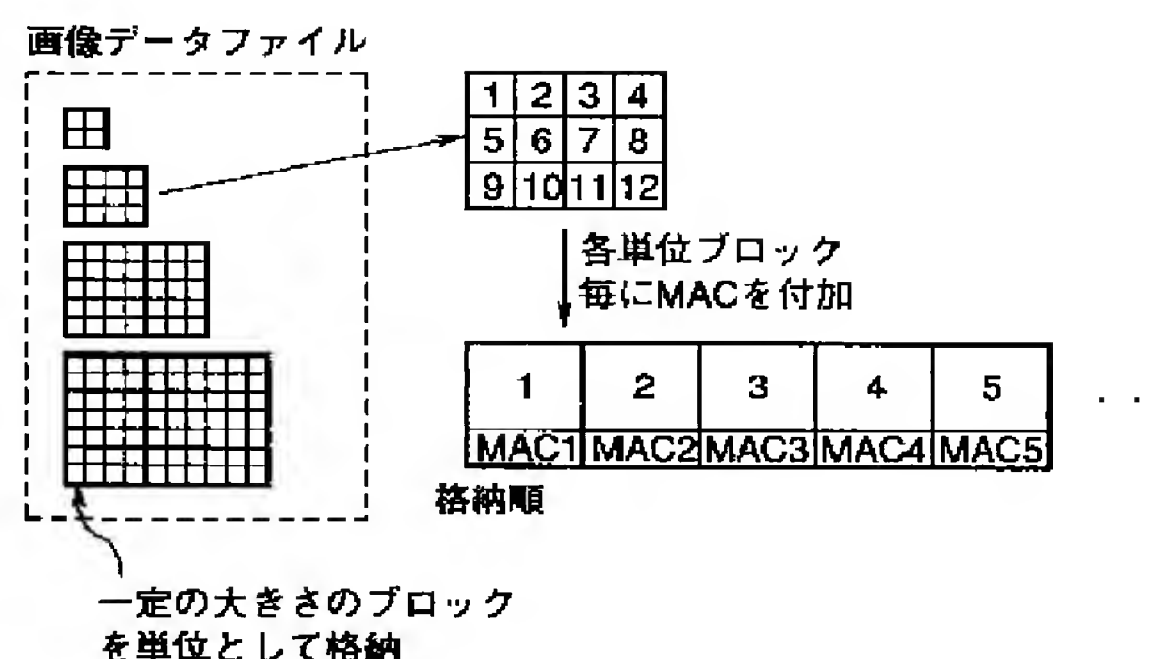 画像データファイル
1 2 3 4
5 6 7 8
9 10 11 12
各単位ブロック
毎にMACを付加
1 2 3 4 5 . .
MAC1 MAC2 MAC3 MAC4 MAC5
格納順
一定の大きさのブロック
を単位として格納